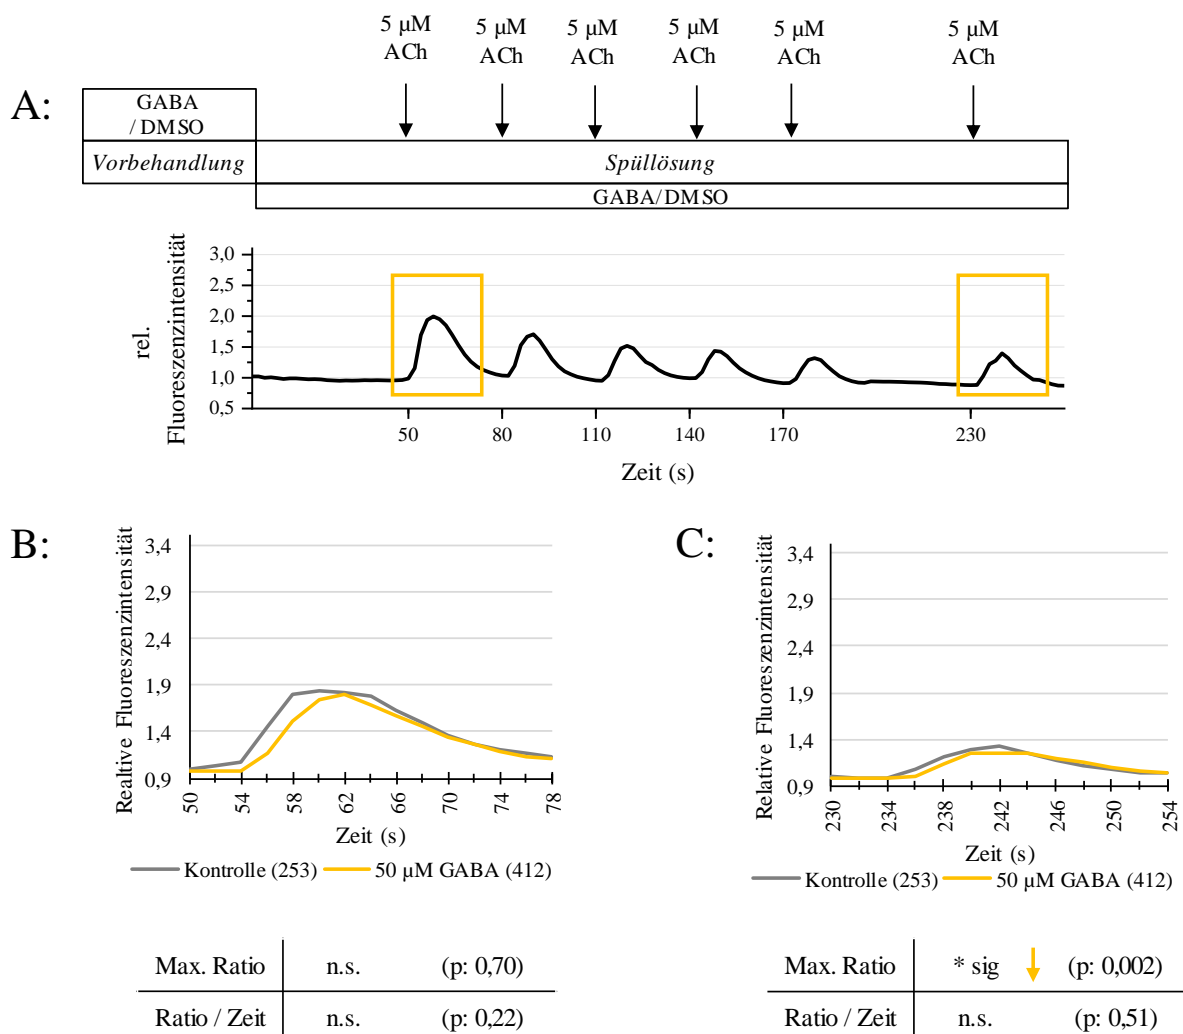 5 µM 5 µM 5 µM 5 µM 5 µM 5 µM
ACh ACh ACh ACh ACh ACh
A:
GABA
/ DMSO
Vorbehandlung Spüllösung
GABA/DMSO
rel.
Fluoreszenzintensität
3,0
2,5
2,0
1,5
1,0
0,5
50 80 110 140 170 230
Zeit (s)
B:
Realtive Fluoreszenzintensität
3,4
2,9
2,4
1,9
1,4
0,9
50 54 58 62 66 70 74 78
Zeit (s)
Kontrolle (253) 50 µM GABA (412)
Max. Ratio n.s. (p: 0,70)
Ratio / Zeit n.s. (p: 0,22)
C:
Relative Fluoreszenzintensität
3,4
2,9
2,4
1,9
1,4
0,9
230 234 238 242 246 250 254
Zeit (s)
Kontrolle (253) 50 µM GABA (412)
Max. Ratio * sig (p: 0,002)
Ratio / Zeit n.s. (p: 0,51)